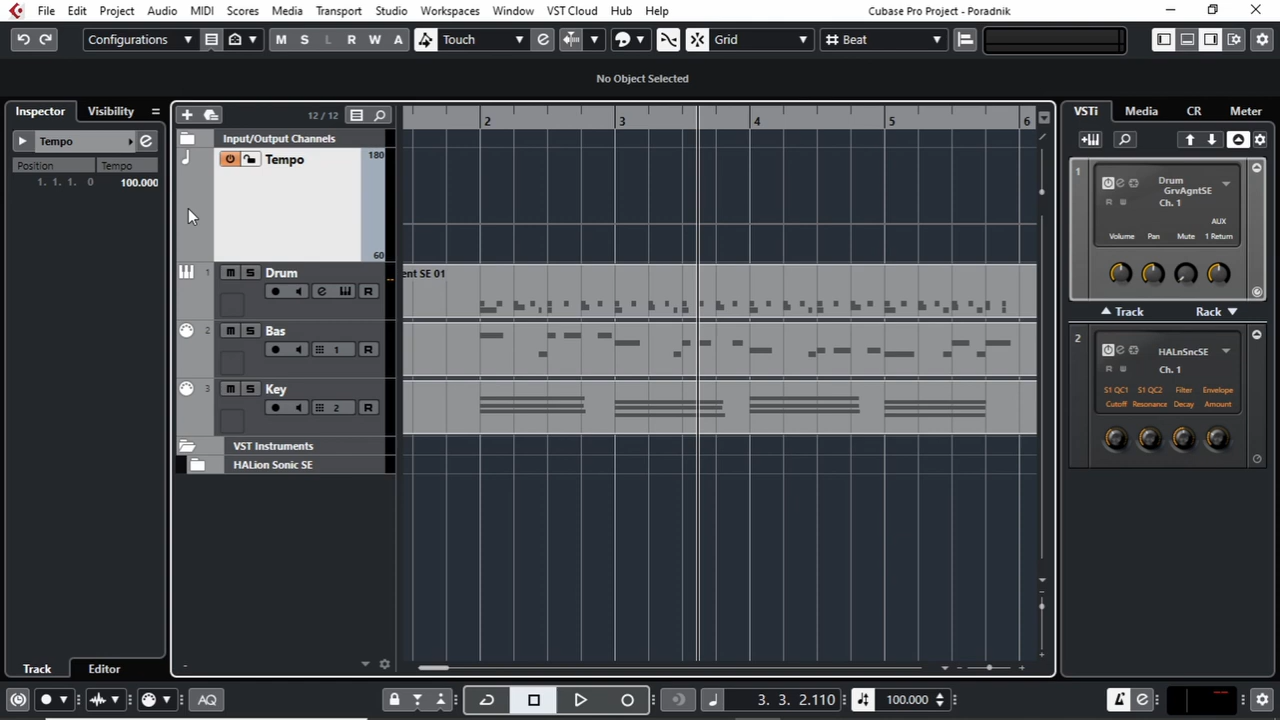 File Edit Project Audio MIDI Scores Media Transport Studio Workspaces Window VST Cloud Hub Help Cubase Pro Project - Poradnik
Configurations M S L R W A Touch Grid Beat
No Object Selected
Inspector Visibility 12 / 12 2 3 4 5 6 VSTi Media CR Meter
Input/Output Channels
Tempo Tempo 180
Position Tempo
1. 1. 1. 0 100.000
60
1 Drum ent SE 01
m S
R
2 Bas
m S
1 R
3 Key
m S
2 R
VST Instruments
HALion Sonic SE
1 Drum
GrvAgntSE
R Ch. 1
AUX
Volume Pan Mute 1 Return
Track Rack
2 HALnSncSE
R Ch. 1
S1 QC1 S1 QC2 Filter Envelope
Cutoff Resonance Decay Amount
Track Editor
AQ 3. 3. 2.110 100.000